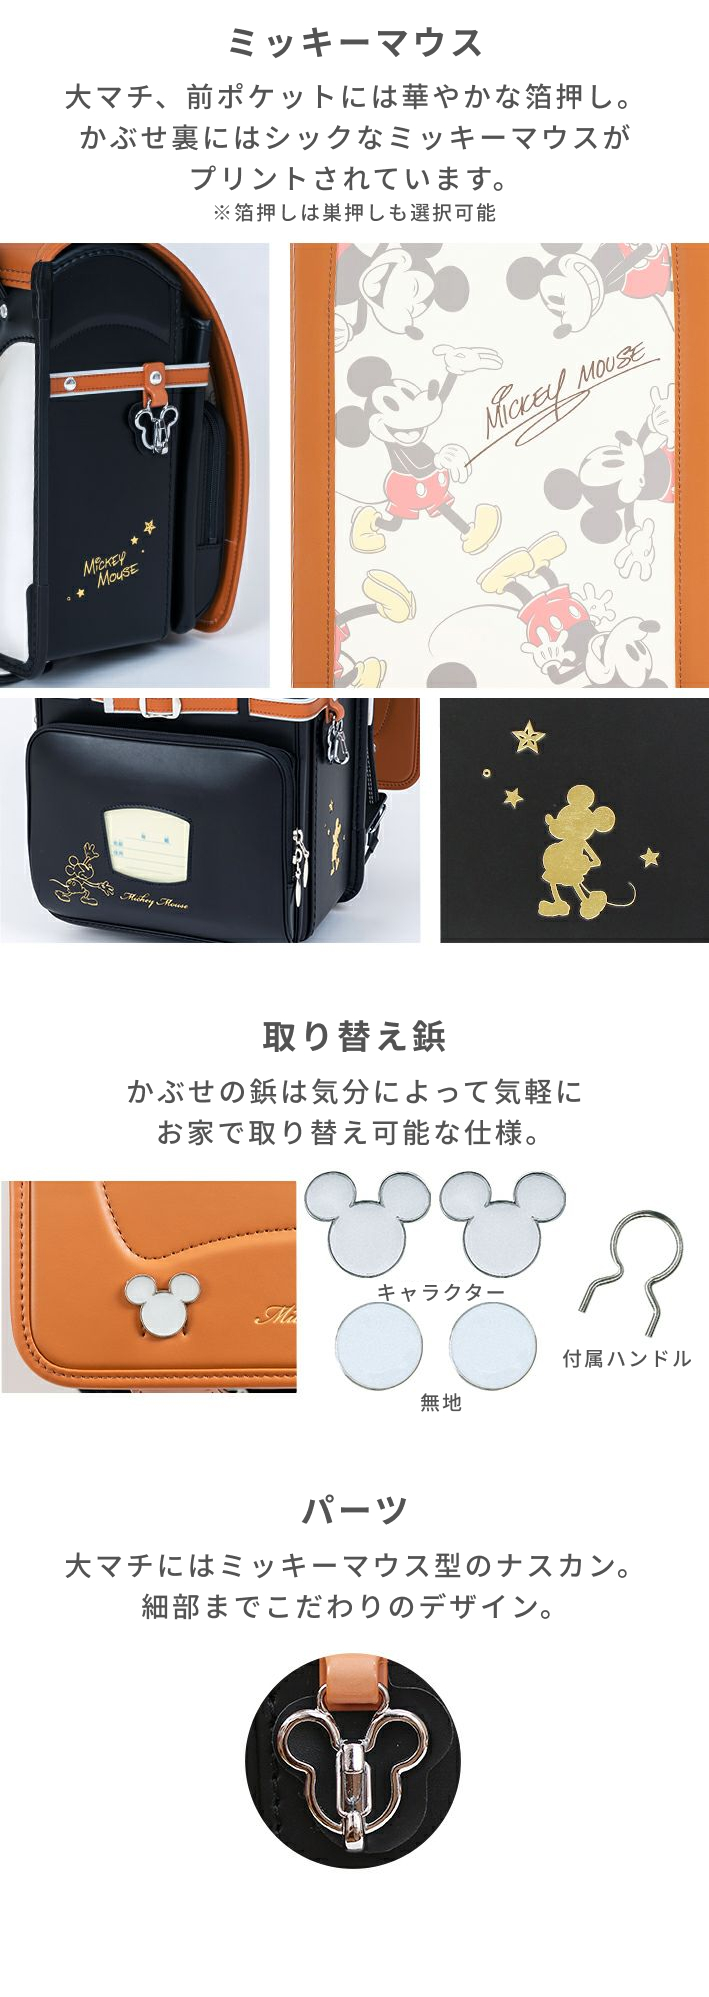 ミッキーマウス
大マチ、前ポケットには華やかな箔押し。
かぶせ裏にはシックなミッキーマウスが
プリントされています。
※箔押しは巣押しも選択可能
MICKEY MOUSE
MICKEY
MOUSE
Mickey Mouse
取り替え鋲
かぶせの鋲は気分によって気軽に
お家で取り替え可能な仕様。
キャラクター
付属ハンドル
無地
パーツ
大マチにはミッキーマウス型のナスカン。
細部までこだわりのデザイン。